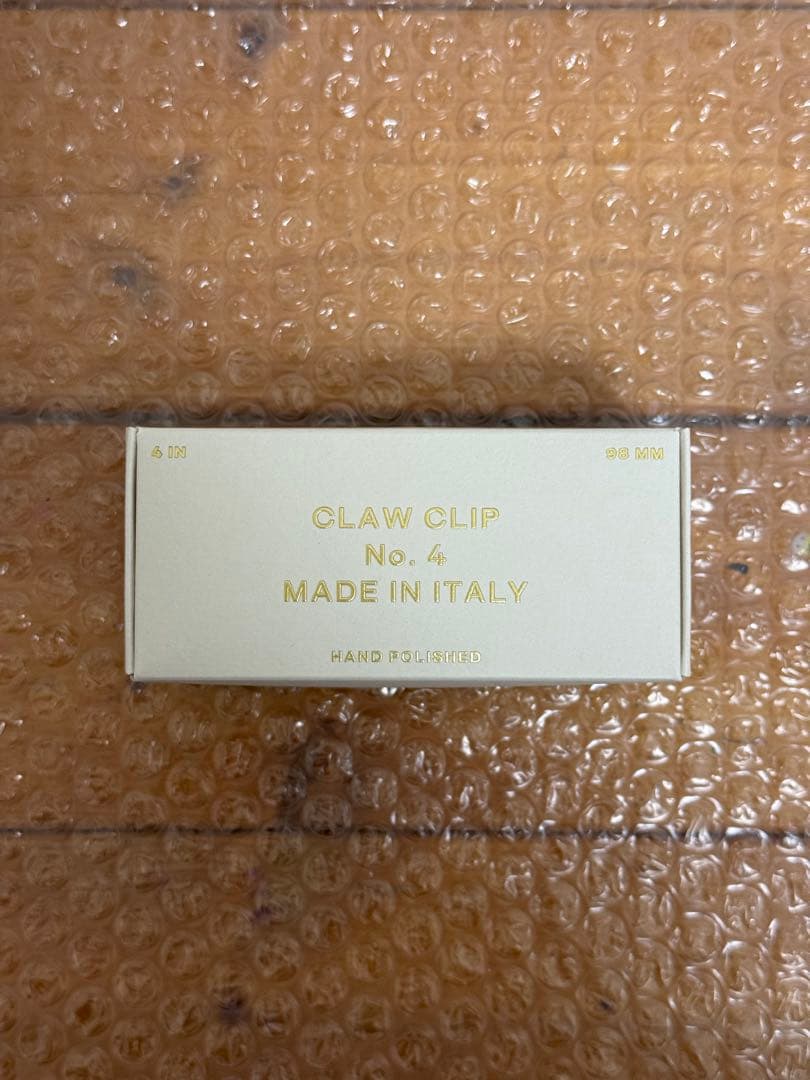 4 IN
98 MM
CLAW CLIP
No. 4
MADE IN ITALY
HAND POLISHED